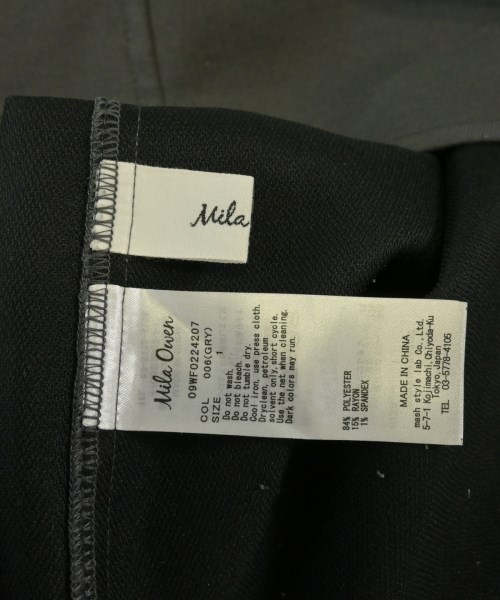 Mila
Mila Owen
09WF0224207
COL 006(GRY)
SIZE 1
Do not wash.
Do not bleach.
Do not tumble dry.
Cool iron, use press cloth.
Dryclean, petroleum
solvent only, short cycle.
Use the net when cleaning.
Dark colors may run.
84% POLYESTER
15% RAYON
1% SPANDEX
MADE IN CHINA
mash style lab Co., Ltd.
5-7-1 Kojimachi, Chiyoda-Ku
Tokyo, Japan
TEL 03-5778-4105